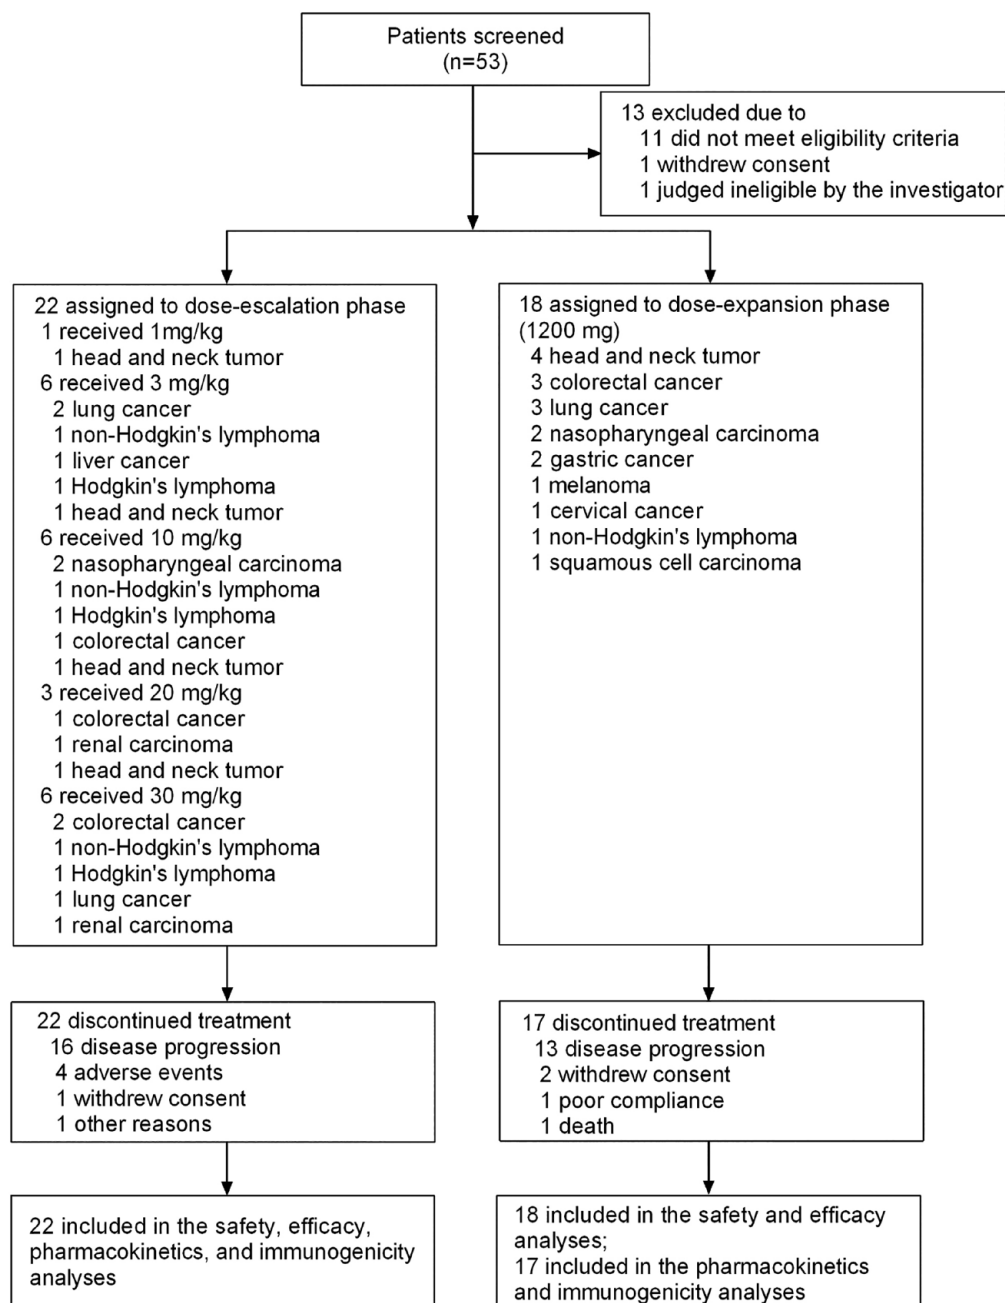 Patients screened
(n=53)
13 excluded due to
11 did not meet eligibility criteria
1 withdrew consent
1 judged ineligible by the investigator
22 assigned to dose-escalation phase
1 received 1mg/kg
1 head and neck tumor
6 received 3 mg/kg
2 lung cancer
1 non-Hodgkin's lymphoma
1 liver cancer
1 Hodgkin's lymphoma
1 head and neck tumor
6 received 10 mg/kg
2 nasopharyngeal carcinoma
1 non-Hodgkin's lymphoma
1 Hodgkin's lymphoma
1 colorectal cancer
1 head and neck tumor
3 received 20 mg/kg
1 colorectal cancer
1 renal carcinoma
1 head and neck tumor
6 received 30 mg/kg
2 colorectal cancer
1 non-Hodgkin's lymphoma
1 Hodgkin's lymphoma
1 lung cancer
1 renal carcinoma
18 assigned to dose-expansion phase
(1200 mg)
4 head and neck tumor
3 colorectal cancer
3 lung cancer
2 nasopharyngeal carcinoma
2 gastric cancer
1 melanoma
1 cervical cancer
1 non-Hodgkin's lymphoma
1 squamous cell carcinoma
22 discontinued treatment
16 disease progression
4 adverse events
1 withdrew consent
1 other reasons
17 discontinued treatment
13 disease progression
2 withdrew consent
1 poor compliance
1 death
22 included in the safety, efficacy,
pharmacokinetics, and immunogenicity
analyses
18 included in the safety and efficacy
analyses;
17 included in the pharmacokinetics
and immunogenicity analyses